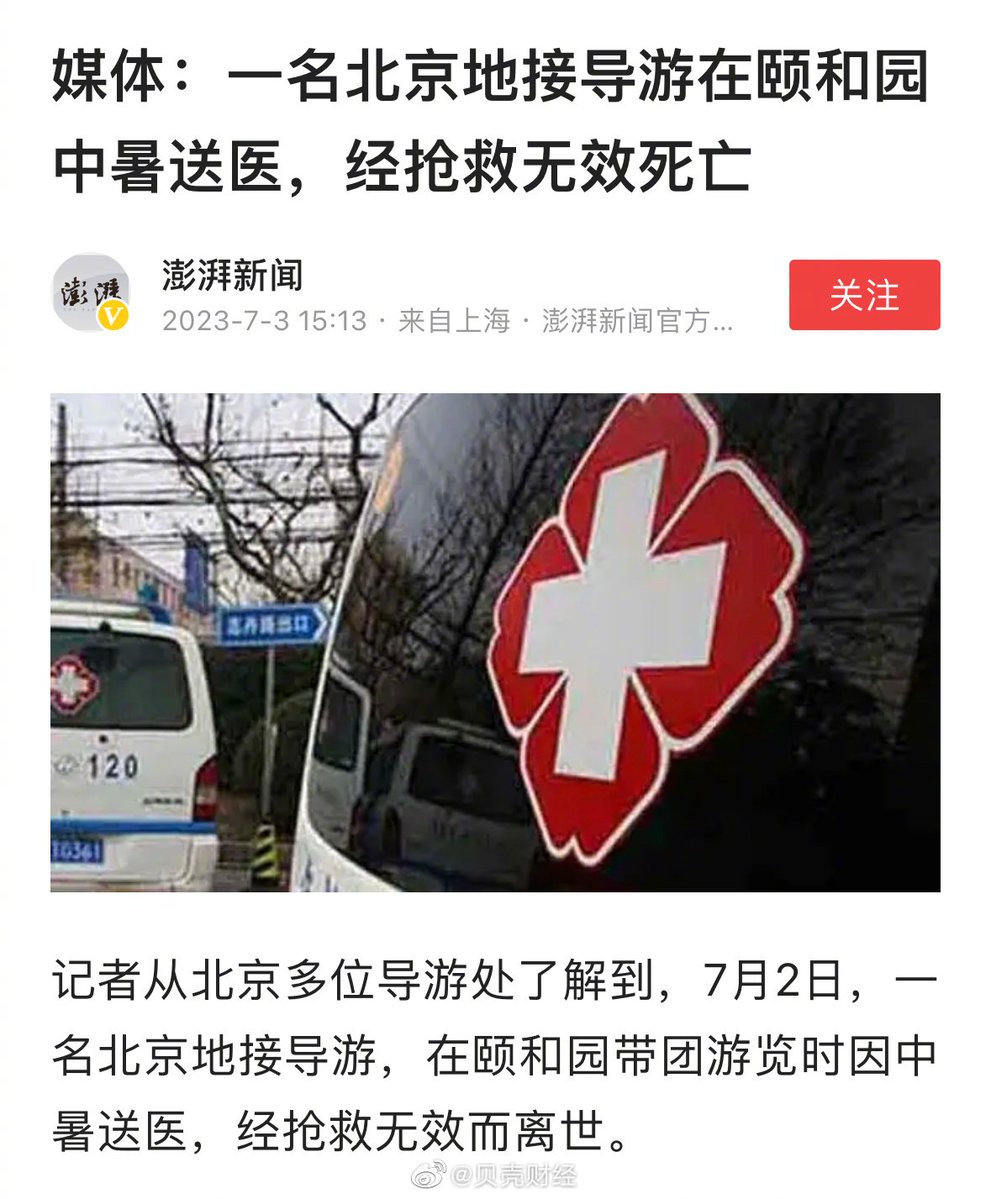 媒体：一名北京地接导游在颐和园
中暑送医，经抢救无效死亡
澎湃
V
澎湃新闻
2023-7-3 15:13 · 来自上海 · 澎湃新闻官方...
关注
120
记者从北京多位导游处了解到，7月2日，一
名北京地接导游，在颐和园带团游览时因中
暑送医，经抢救无效而离世。
@贝壳财经